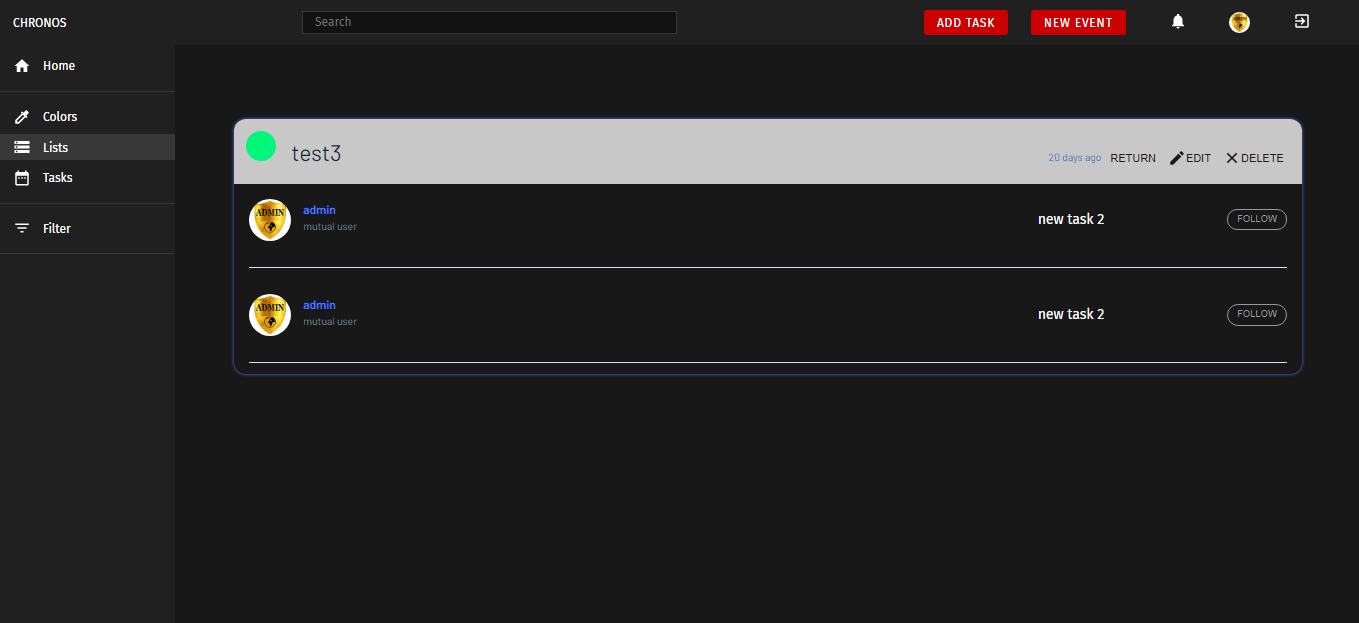 CHRONOS
Search
ADD TASK
NEW EVENT
Home
Colors
Lists
Tasks
Filter
test3
20 days ago RETURN EDIT DELETE
ADMIN
admin
mutual user
new task 2
FOLLOW
ADMIN
admin
mutual user
new task 2
FOLLOW